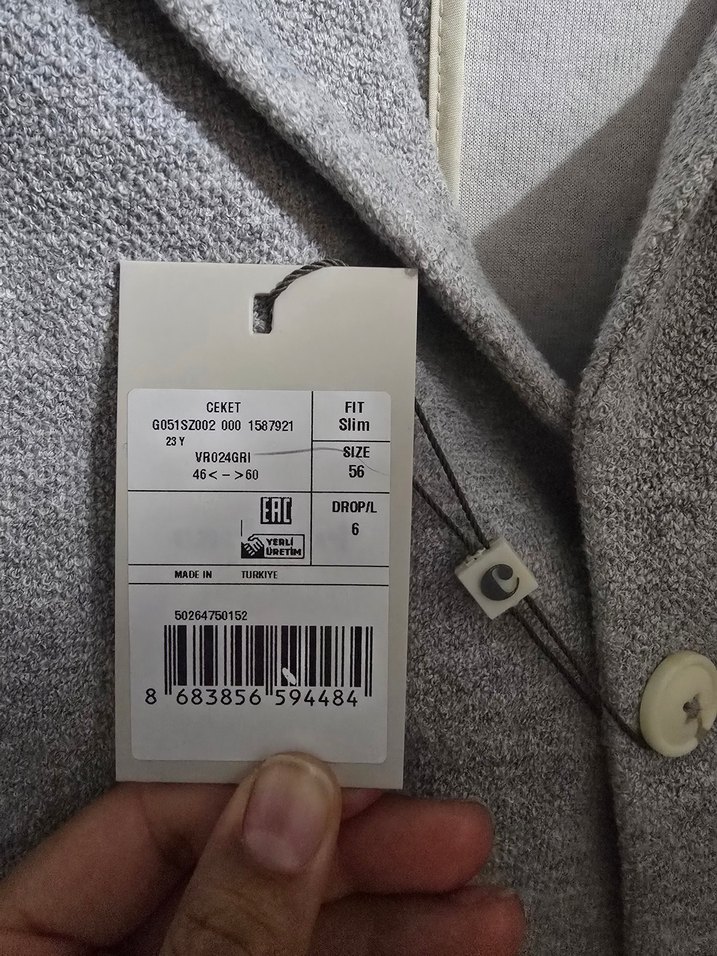 CEKET
G051SZ002 000 1587921
23 Y
VR024GRI
46< - >60
FIT
Slim
SIZE
56
DROP/L
6
EAC
YERLİ
ÜRETİM
MADE IN TURKIYE
50264750152
8 683856 594484
c